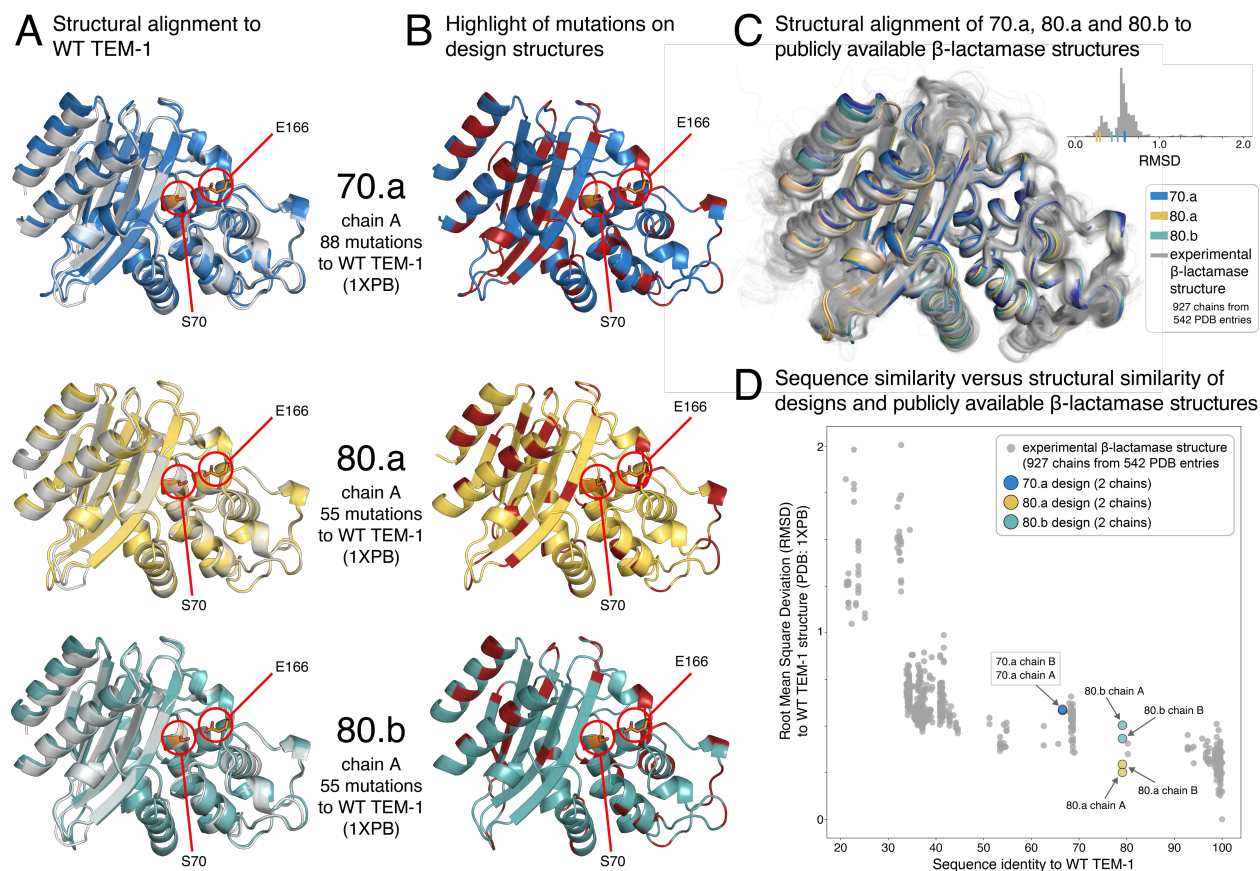 A Structural alignment to
WT TEM-1
E166
S70
70.a
chain A
88 mutations
to WT TEM-1
(1XPB)
E166
S70
80.a
chain A
55 mutations
to WT TEM-1
(1XPB)
E166
S70
80.b
chain A
55 mutations
to WT TEM-1
(1XPB)
B Highlight of mutations on
design structures
E166
S70
E166
S70
E166
S70
C Structural alignment of 70.a, 80.a and 80.b to
publicly available β-lactamase structures
0.0 1.0 2.0
RMSD
70.a
80.a
80.b
experimental
β-lactamase
structure
927 chains from
542 PDB entries
D Sequence similarity versus structural similarity of
designs and publicly available β-lactamase structures
experimental β-lactamase structure
(927 chains from 542 PDB entries
70.a design (2 chains)
80.a design (2 chains)
80.b design (2 chains)
Root Mean Square Deviation (RMSD)
to WT TEM-1 structure (PDB: 1XPB)
2
1
0
70.a chain B
70.a chain A
80.b chain A
80.b chain B
80.a chain A
80.a chain B
20 30 40 50 60 70 80 90 100
Sequence identity to WT TEM-1